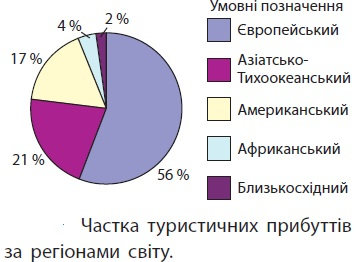 Умовні позначення
4 %
2 %
17 %
21 %
56 %
Європейський
Азіатсько-
Тихоокеанський
Американський
Африканський
Близькосхідний
Частка туристичних прибуттів
за регіонами світу.